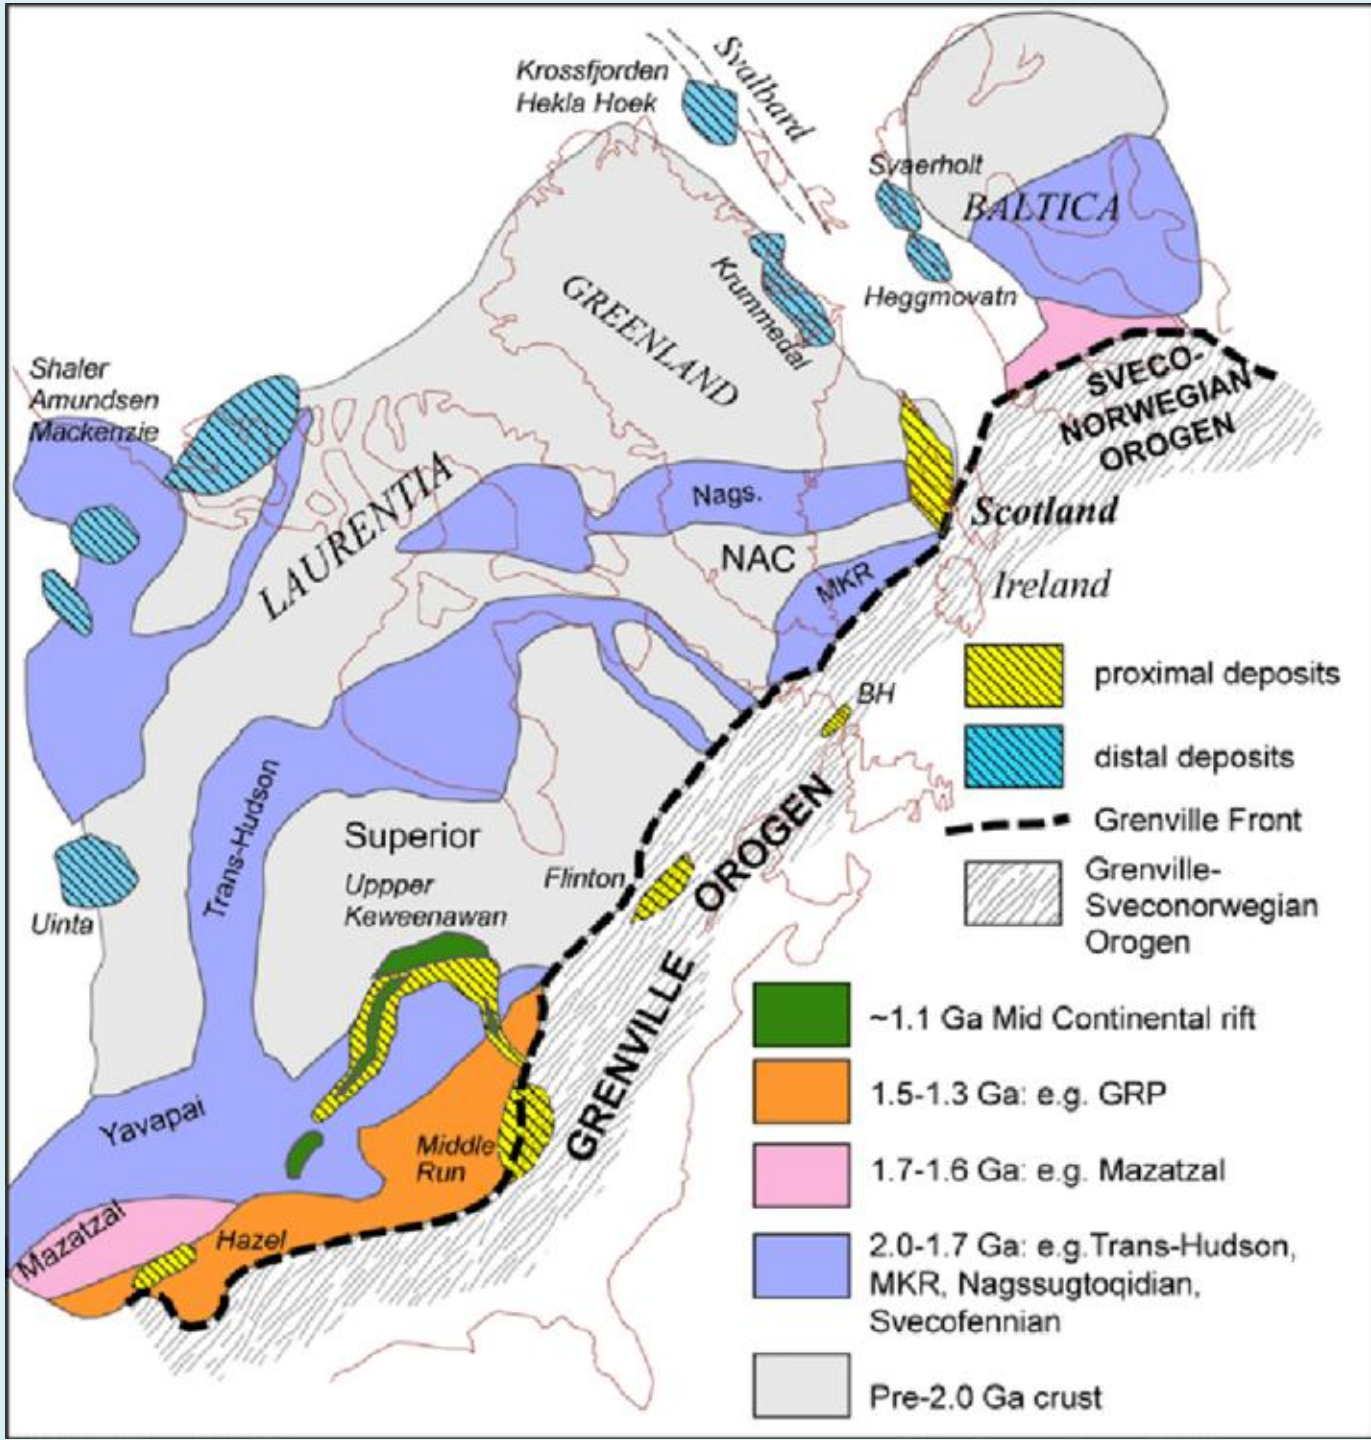 Krossfjorden
Hekla Hoek
Svalbard
Svaerholt
BALTICA
Heggmovatn
Krummedal
GREENLAND
Shaler
Amundsen
Mackenzie
SVECO-
NORWEGIAN
OROGEN
LAURENTIA
Nags.
Scotland
NAC
MKR
Ireland
proximal deposits
BH
distal deposits
Trans-Hudson
Grenville Front
Superior
Uppper
Keweenawan
Flinton
Grenville-
Sveconorwegian
Orogen
Uinta
GRENVILLE OROGEN
~1.1 Ga Mid Continental rift
1.5-1.3 Ga: e.g. GRP
Yavapai
Middle
Run
1.7-1.6 Ga: e.g. Mazatzal
Mazatzal
Hazel
2.0-1.7 Ga: e.g.Trans-Hudson,
MKR, Nagssugtoqidian,
Svecofennian
Pre-2.0 Ga crust